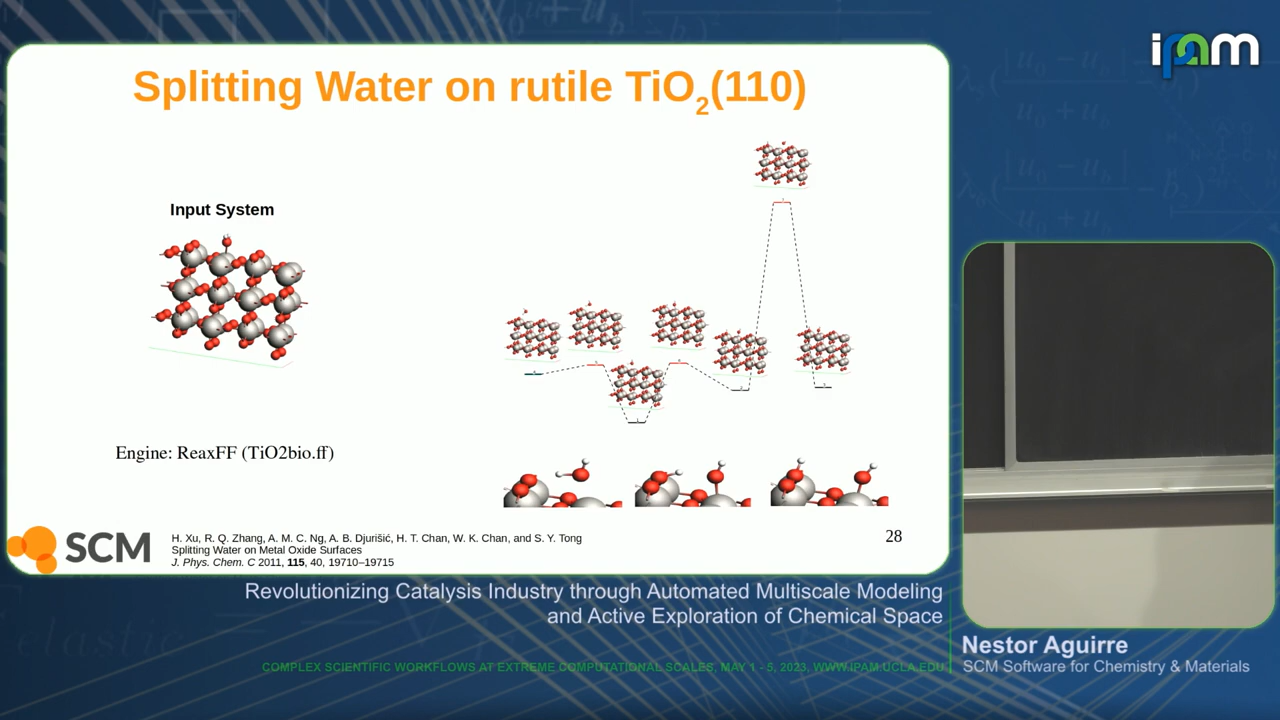 ipam
Splitting Water on rutile TiO2(110)
Input System
Engine: ReaxFF (TiO2bio.ff)
SCM
H. Xu, R. Q. Zhang, A. M. C. Ng, A. B. Djurišić, H. T. Chan, W. K. Chan, and S. Y. Tong
Splitting Water on Metal Oxide Surfaces
J. Phys. Chem. C 2011, 115, 40, 19710–19715
28
Revolutionizing Catalysis Industry through Automated Multiscale Modeling
and Active Exploration of Chemical Space
COMPLEX SCIENTIFIC WORKFLOWS AT EXTREME COMPUTATIONAL SCALES, MAY 1 - 5, 2023, WWW.IPAM.UCLA.EDU
Nestor Aguirre
SCM Software for Chemistry & Materials
elastic